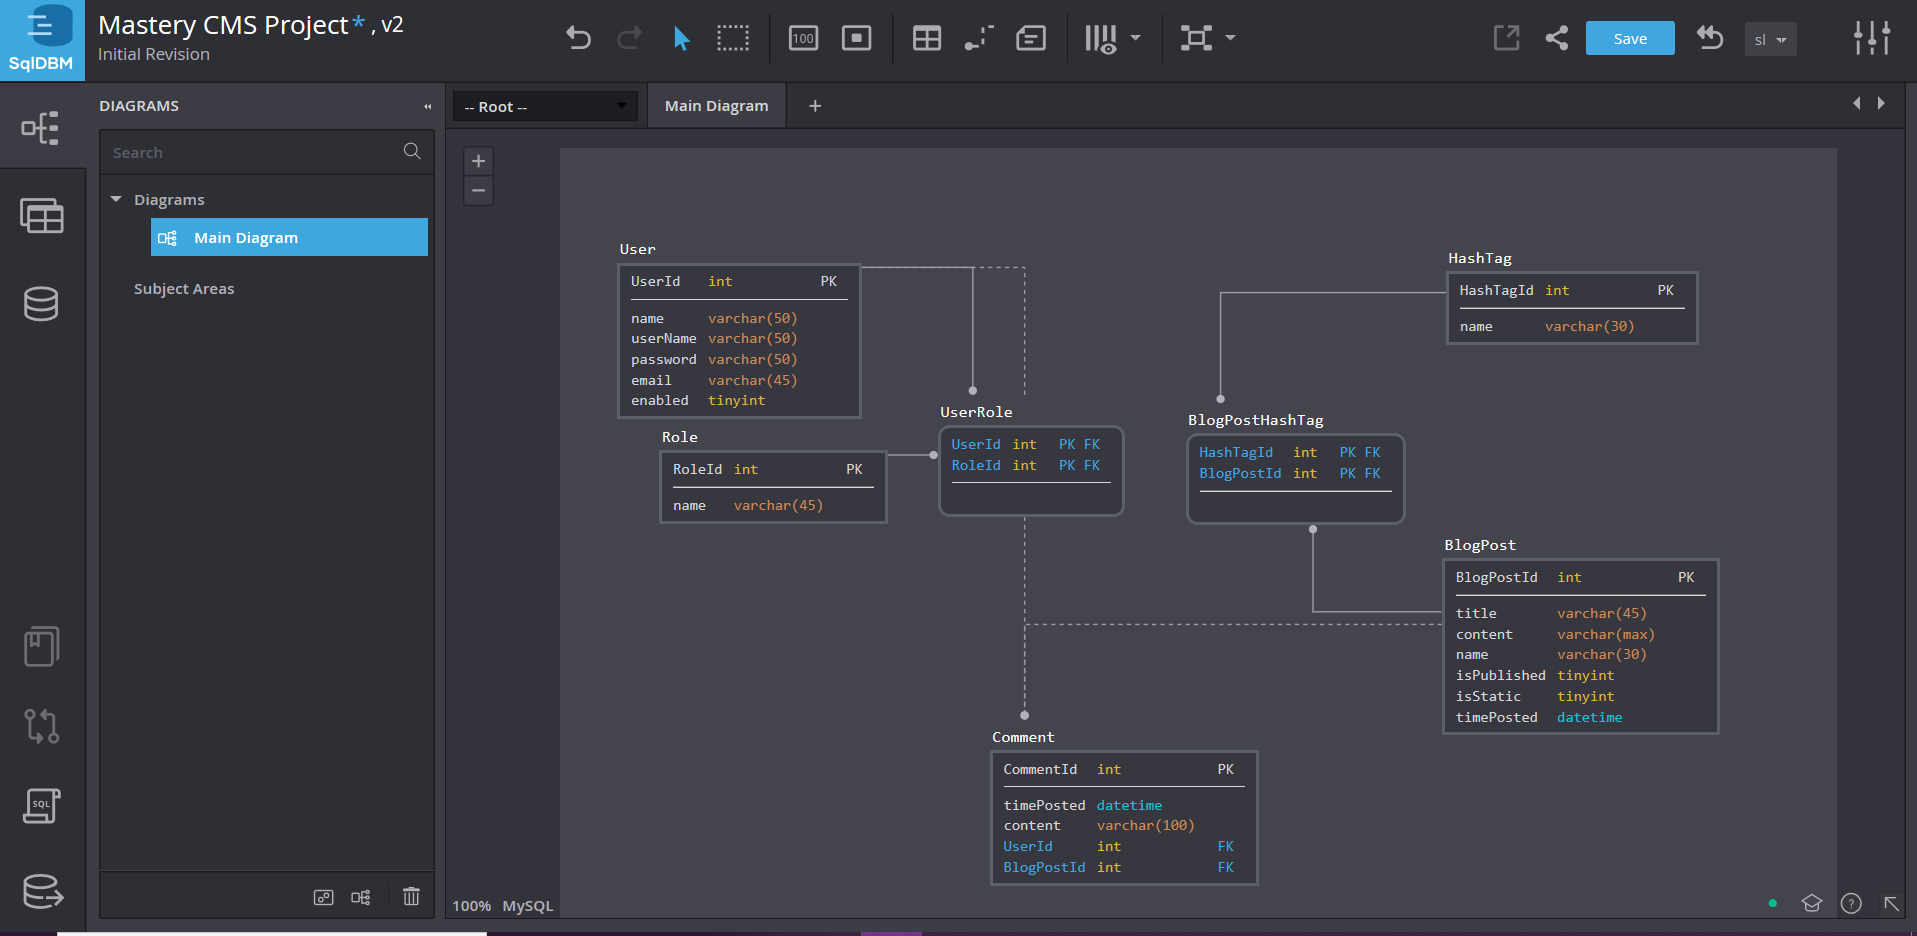 SqlDBM
Mastery CMS Project* , v2
Initial Revision
100
Save
sl
DIAGRAMS
Search
Diagrams
Main Diagram
Subject Areas
SQL
-- Root --
Main Diagram
+
+
−
User
UserId int PK
name varchar(50)
userName varchar(50)
password varchar(50)
email varchar(45)
enabled tinyint
Role
RoleId int PK
name varchar(45)
UserRole
UserId int PK FK
RoleId int PK FK
HashTag
HashTagId int PK
name varchar(30)
BlogPostHashTag
HashTagId int PK FK
BlogPostId int PK FK
BlogPost
BlogPostId int PK
title varchar(45)
content varchar(max)
name varchar(30)
isPublished tinyint
isStatic tinyint
timePosted datetime
Comment
CommentId int PK
timePosted datetime
content varchar(100)
UserId int FK
BlogPostId int FK
100% MySQL
?